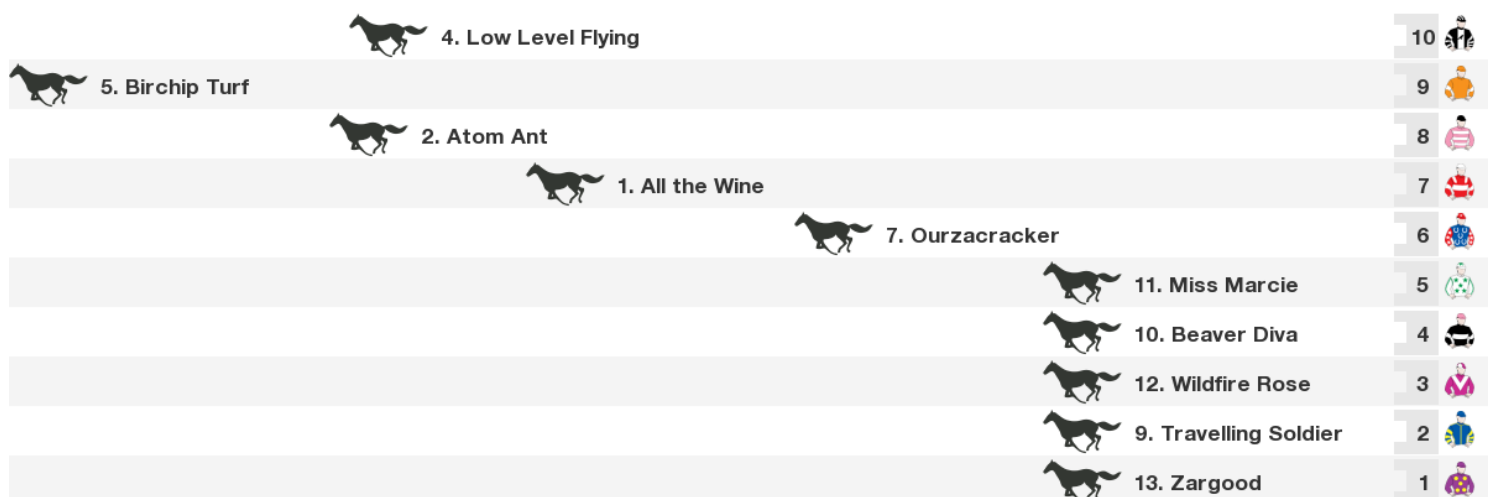 4. Low Level Flying 10
5. Birchip Turf 9
2. Atom Ant 8
1. All the Wine 7
7. Ourzacracker 6
11. Miss Marcie 5
10. Beaver Diva 4
12. Wildfire Rose 3
9. Travelling Soldier 2
13. Zargood 1